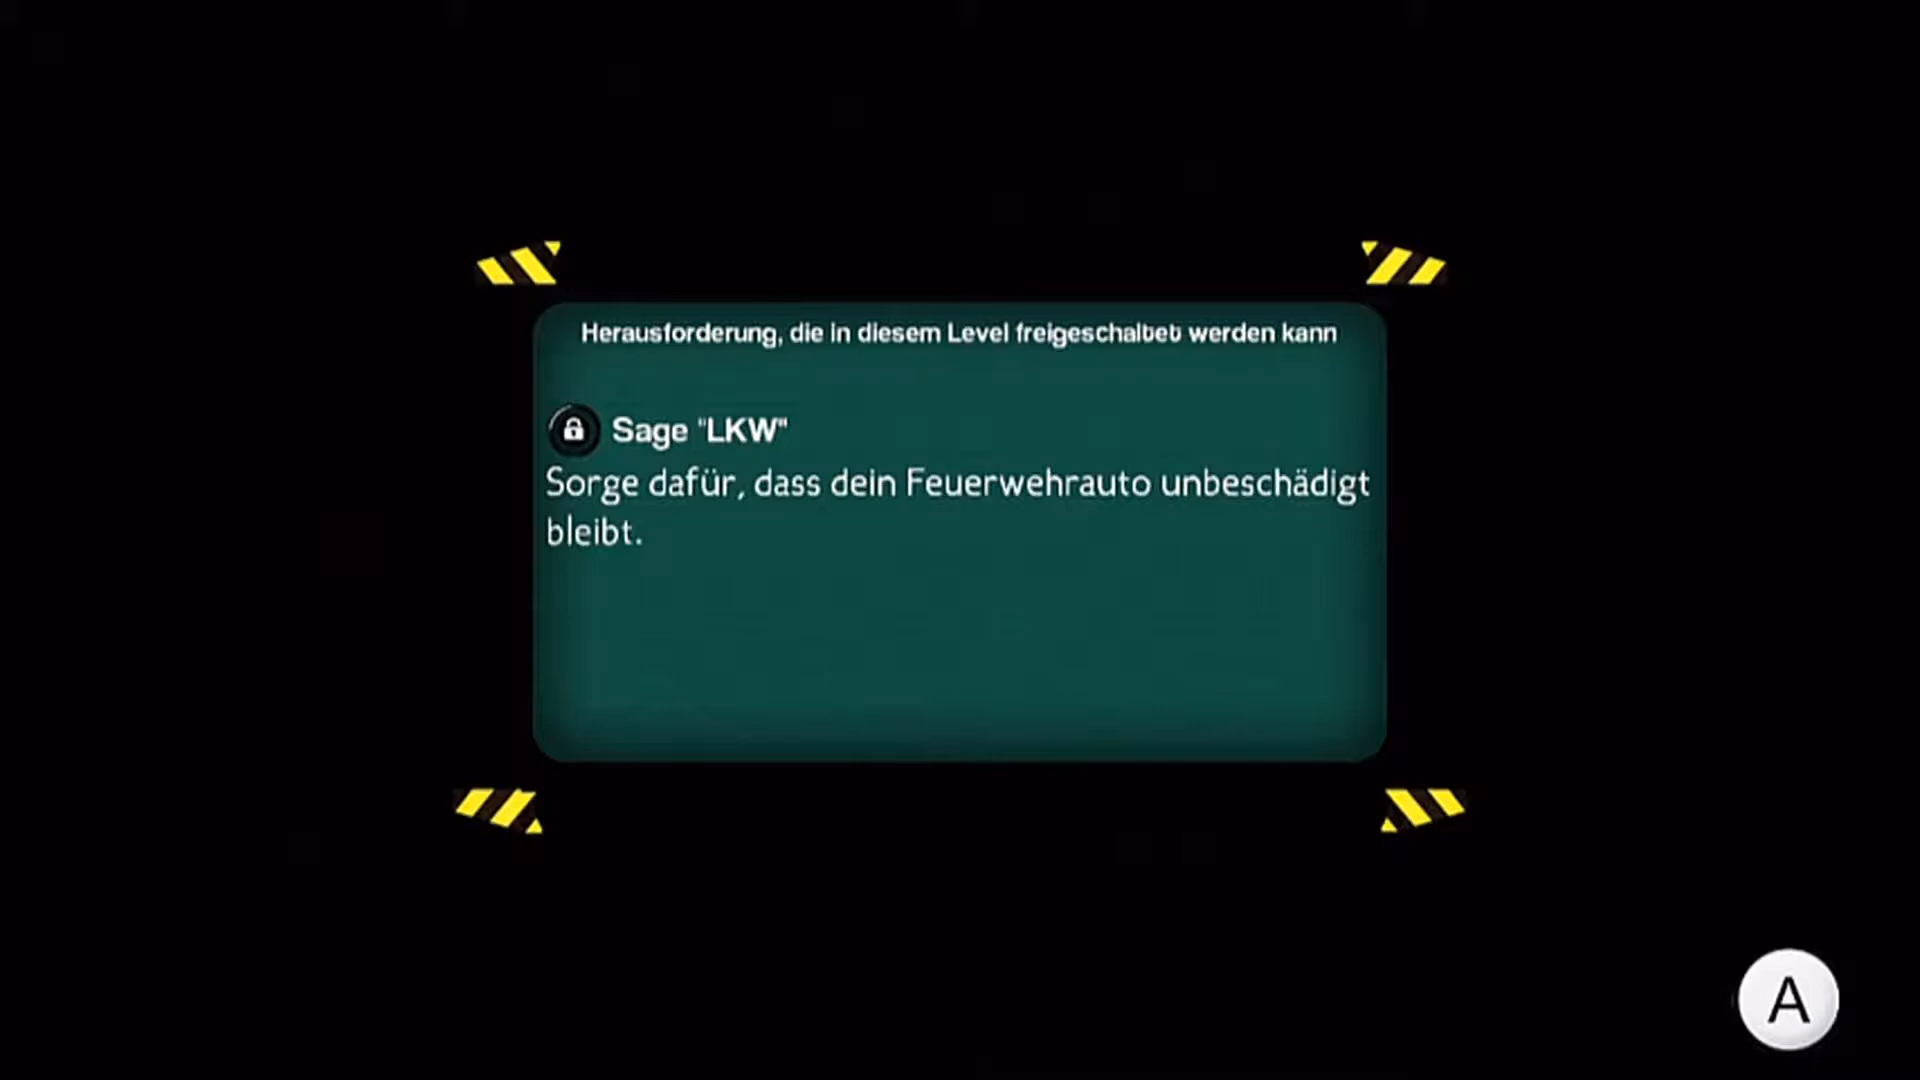 Herausforderung, die in diesem Level freigeschaltet werden kann
Sage "LKW"
Sorge dafür, dass dein Feuerwehrauto unbeschädigt
bleibt.
A